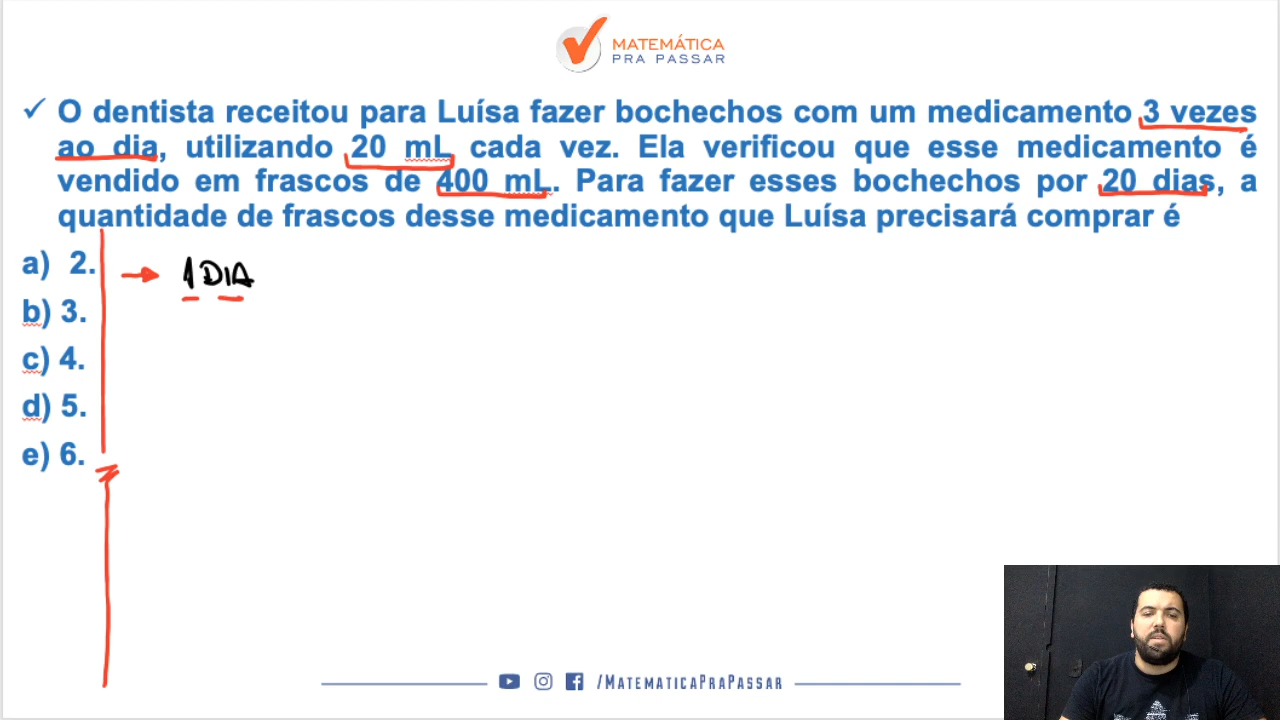 MATEMÁTICA
PRA PASSAR
✓ O dentista receitou para Luísa fazer bochechos com um medicamento 3 vezes
ao dia, utilizando 20 mL cada vez. Ela verificou que esse medicamento é
vendido em frascos de 400 mL. Para fazer esses bochechos por 20 dias, a
quantidade de frascos desse medicamento que Luísa precisará comprar é
a) 2.
1 DIA
b) 3.
c) 4.
d) 5.
e) 6.
/MATEMATICAPRAPASSAR